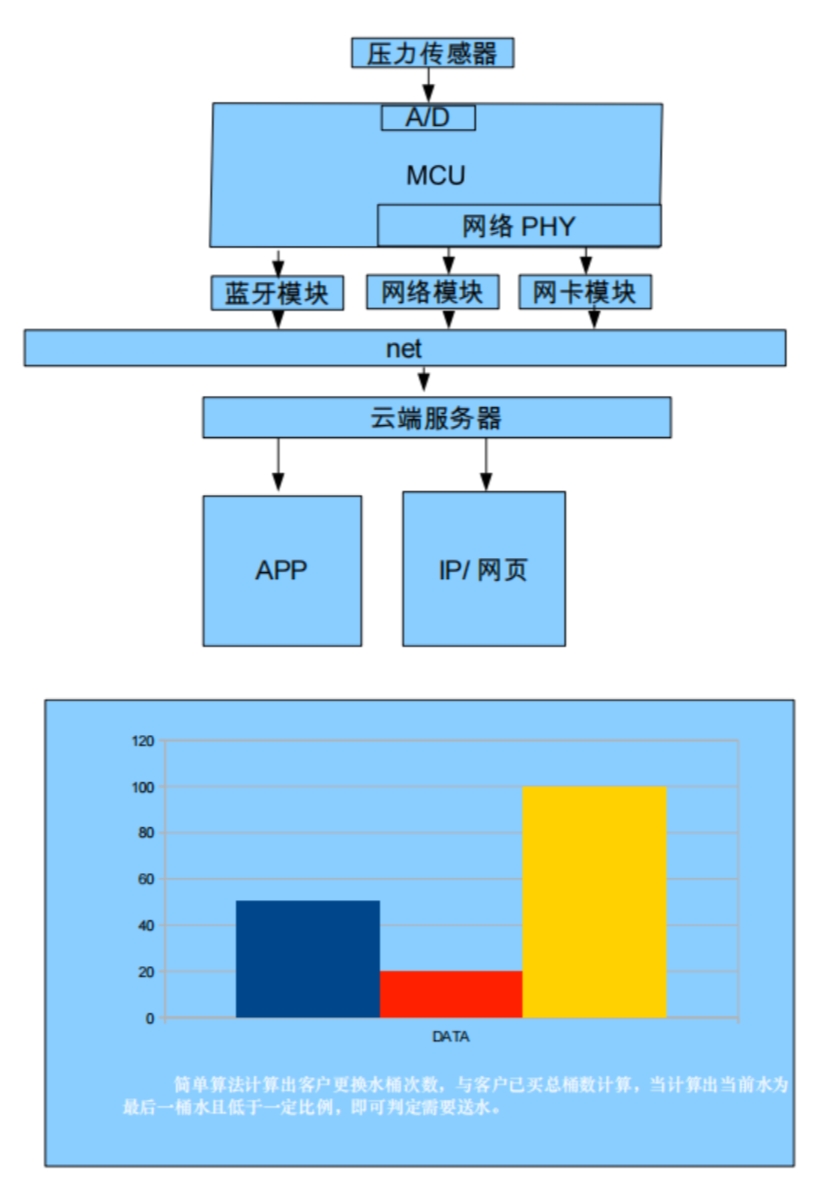 压力传感器
A/D
MCU
网络 PHY
蓝牙模块 网络模块 网卡模块
net
云端服务器
APP IP/ 网页
120
100
80
60
40
20
0
DATA
简单算法计算出客户更换水桶次数，与客户已买总桶数计算，当计算出当前水为
最后一桶水且低于一定比例，即可判定需要送水。